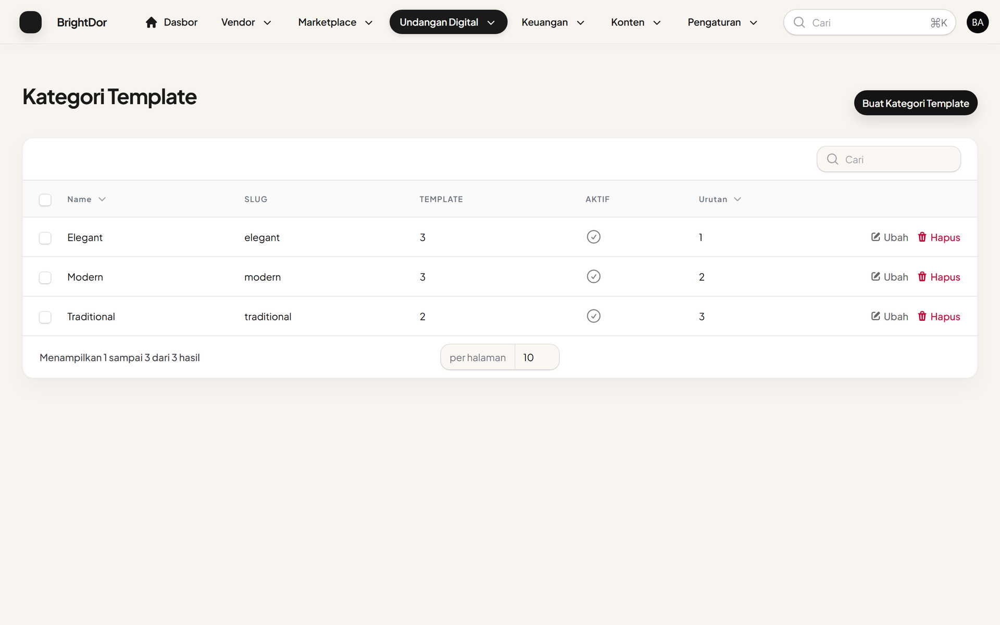 BrightDor Dasbor Vendor Marketplace Undangan Digital Keuangan Konten Pengaturan Cari ⌘K BA
Kategori Template
Buat Kategori Template
Cari
Name SLUG TEMPLATE AKTIF Urutan
Elegant elegant 3 1 Ubah Hapus
Modern modern 3 2 Ubah Hapus
Traditional traditional 2 3 Ubah Hapus
Menampilkan 1 sampai 3 dari 3 hasil per halaman 10